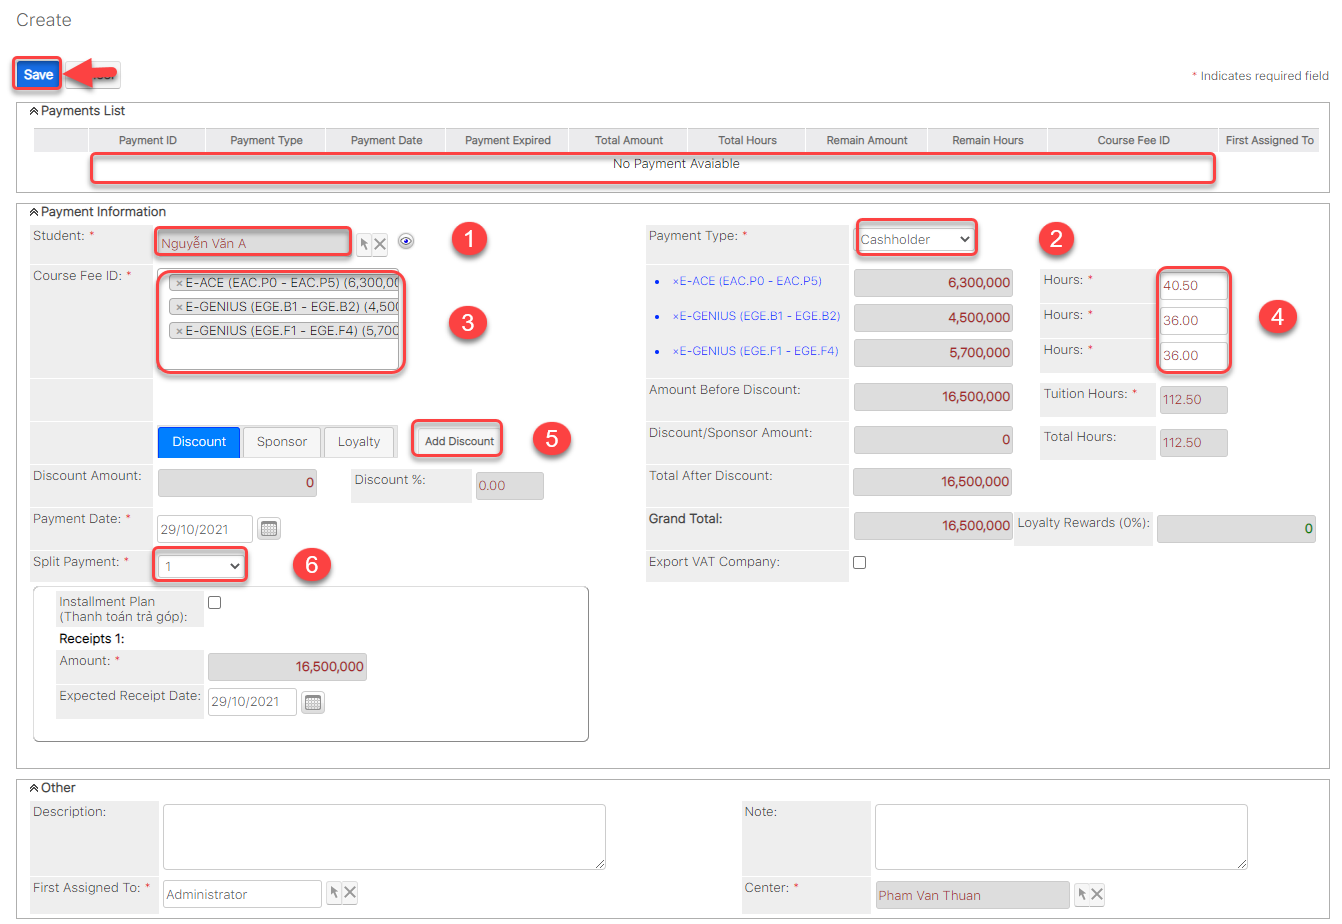 Create
Save
* Indicates required field
Payments List
Payment ID Payment Type Payment Date Payment Expired Total Amount Total Hours Remain Amount Remain Hours Course Fee ID First Assigned To
No Payment Avaiable
Payment Information
Student: * Nguyễn Văn A 1 Payment Type: * Cashholder 2
Course Fee ID: * ×E-ACE (EAC.P0 - EAC.P5) (6,300,00
×E-GENIUS (EGE.B1 - EGE.B2) (4,500
×E-GENIUS (EGE.F1 - EGE.F4) (5,700
3
×E-ACE (EAC.P0 - EAC.P5) 6,300,000 Hours: * 40.50
×E-GENIUS (EGE.B1 - EGE.B2) 4,500,000 Hours: * 36.00
×E-GENIUS (EGE.F1 - EGE.F4) 5,700,000 Hours: * 36.00
4
Amount Before Discount: 16,500,000 Tuition Hours: * 112.50
Discount Sponsor Loyalty Add Discount 5 Discount/Sponsor Amount: 0 Total Hours: 112.50
Discount Amount: 0 Discount %: 0.00 Total After Discount: 16,500,000
Payment Date: * 29/10/2021 Grand Total: 16,500,000 Loyalty Rewards (0%): 0
Split Payment: * 1 6 Export VAT Company:
Installment Plan
(Thanh toán trả góp):
Receipts 1:
Amount: * 16,500,000
Expected Receipt Date: 29/10/2021
Other
Description: Note:
First Assigned To: * Administrator Center: * Pham Van Thuan